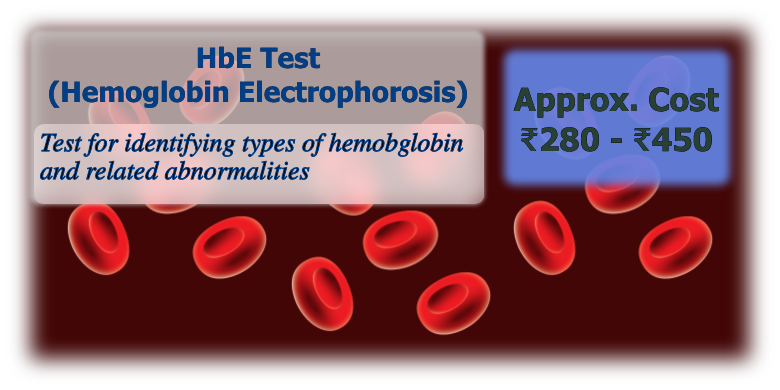 HbE Test
(Hemoglobin Electrophorosis)
Test for identifying types of hemobglobin
and related abnormalities
Approx. Cost
₹280 - ₹450